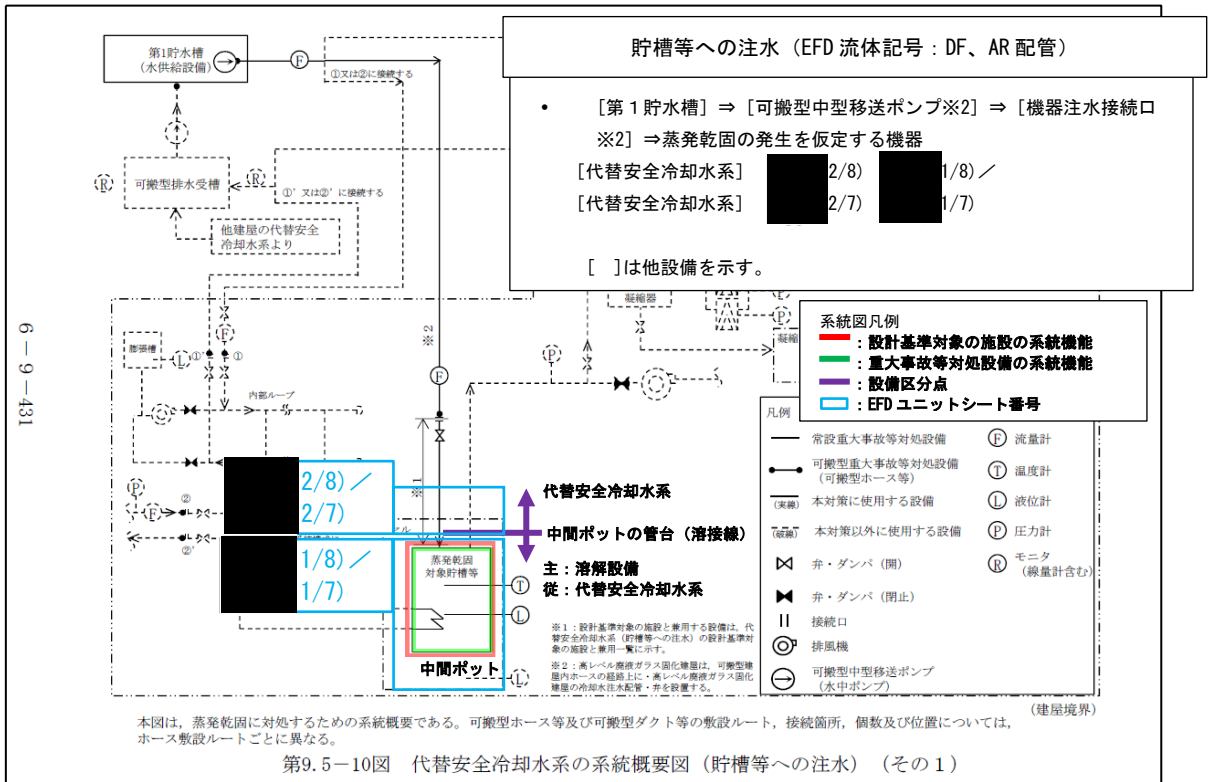 貯槽等への注水（EFD 流体記号：DF、AR 配管）
• ［第１貯水槽］⇒［可搬型中型移送ポンプ※2］⇒［機器注水接続口
※2］⇒蒸発乾固の発生を仮定する機器
［代替安全冷却水系］ 2/8) 1/8)／
［代替安全冷却水系］ 2/7) 1/7)
［　］は他設備を示す。
第1貯水槽
（水供給設備）
F
①又は②に接続する
R
可搬型排水受槽
R
①’又は②’に接続する
他建屋の代替安全
冷却水系より
6－9－431
凝縮器
P
P
凝縮
系統図凡例
：設計基準対象の施設の系統機能
：重大事故等対処設備の系統機能
：設備区分点
：EFD ユニットシート番号
膨張槽
L
①’
F
①
※2
F
P
内部ループ
凡例
常設重大事故等対処設備
可搬型重大事故等対処設備
（可搬型ホース等）
(実線) 本対策に使用する設備
(破線) 本対策以外に使用する設備
弁・ダンパ（開）
弁・ダンパ（閉止）
接続口
排風機
可搬型中型移送ポンプ
（水中ポンプ）
F 流量計
T 温度計
L 液位計
P 圧力計
R モニタ
（線量計含む）
P
F
②
②’
2/8)／
2/7)
1/8)／
1/7)
※1
代替安全冷却水系
中間ポットの管台（溶接線）
主：溶解設備
従：代替安全冷却水系
蒸発乾固
対象貯槽等
T
L
中間ポット
L
※1：設計基準対象の施設と兼用する設備は，代
替安全冷却水系（貯槽等への注水）の設計基準対
象の施設と兼用一覧に示す。
※2：高レベル廃液ガラス固化建屋は，可搬型建
屋内ホースの経路上に・高レベル廃液ガラス固化
建屋の冷却水注水配管・弁を設置する。
（建屋境界）
本図は，蒸発乾固に対処するための系統概要である。可搬型ホース等及び可搬型ダクト等の敷設ルート，接続箇所，個数及び位置については，
ホース敷設ルートごとに異なる。
第9.5－10図　代替安全冷却水系の系統概要図（貯槽等への注水）（その１）